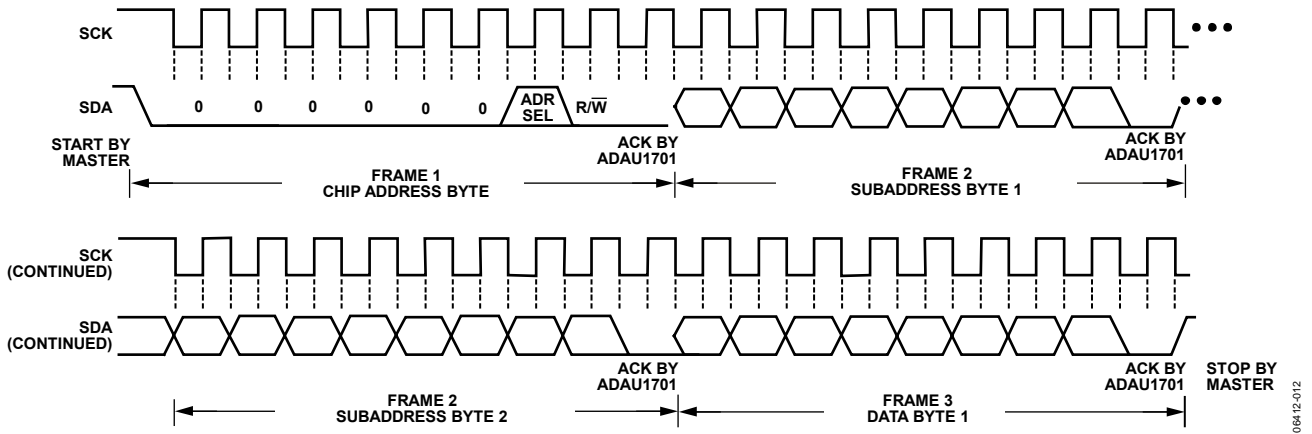 SCK
SDA
0 0 0 0 0 0 ADR SEL R/W̅
START BY
MASTER
ACK BY
ADAU1701
ACK BY
ADAU1701
FRAME 1
CHIP ADDRESS BYTE
FRAME 2
SUBADDRESS BYTE 1
SCK
(CONTINUED)
SDA
(CONTINUED)
ACK BY
ADAU1701
ACK BY
ADAU1701
STOP BY
MASTER
FRAME 2
SUBADDRESS BYTE 2
FRAME 3
DATA BYTE 1
06412-012